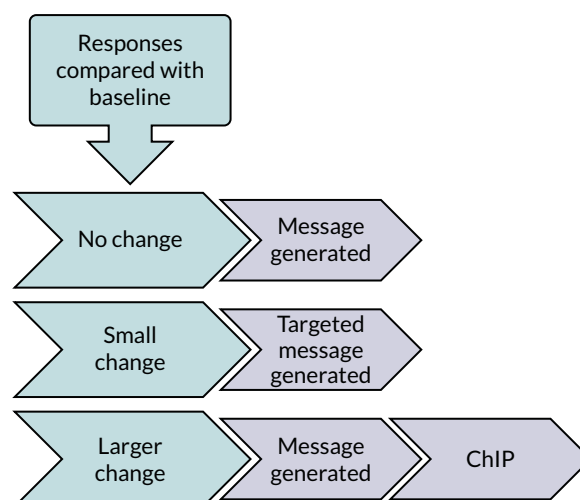 Responses
compared with
baseline
No change
Message
generated
Small
change
Targeted
message
generated
Larger
change
Message
generated
ChIP